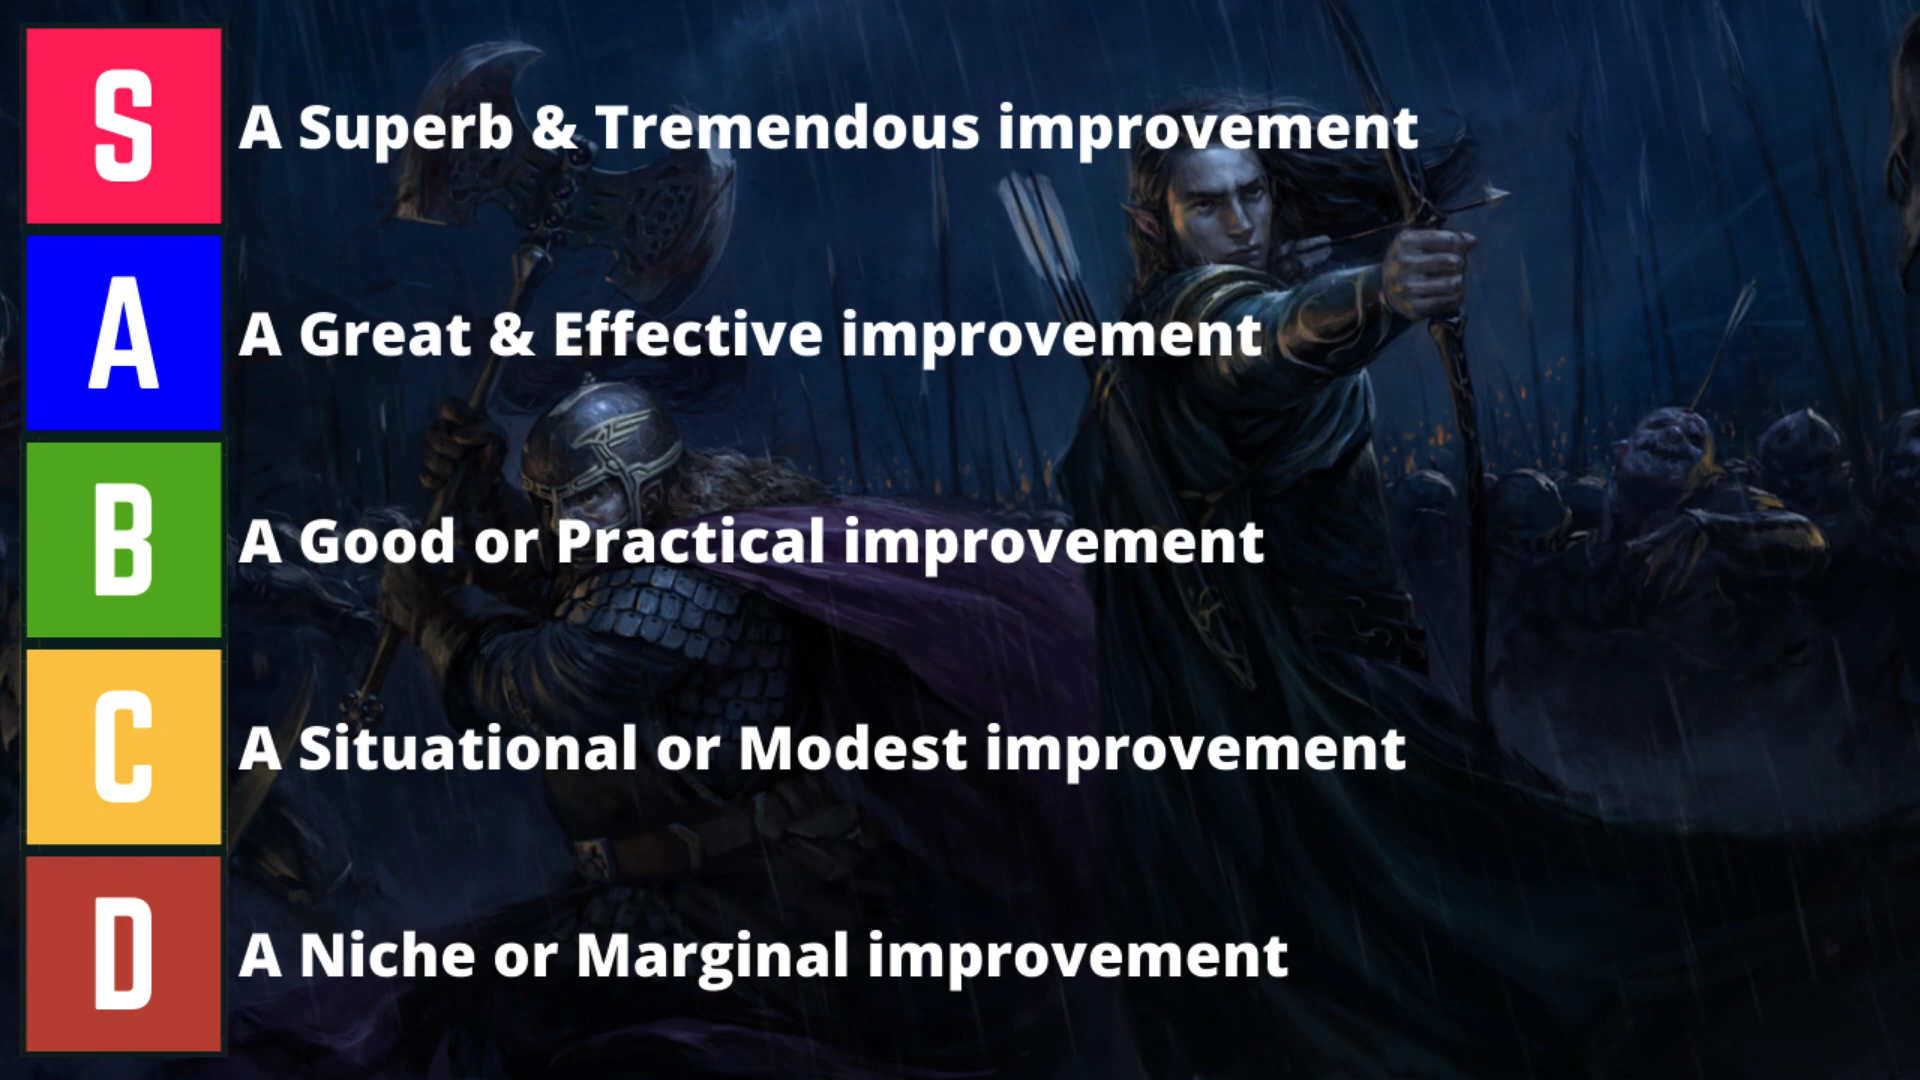 S
A Superb & Tremendous improvement
A
A Great & Effective improvement
B
A Good or Practical improvement
C
A Situational or Modest improvement
D
A Niche or Marginal improvement